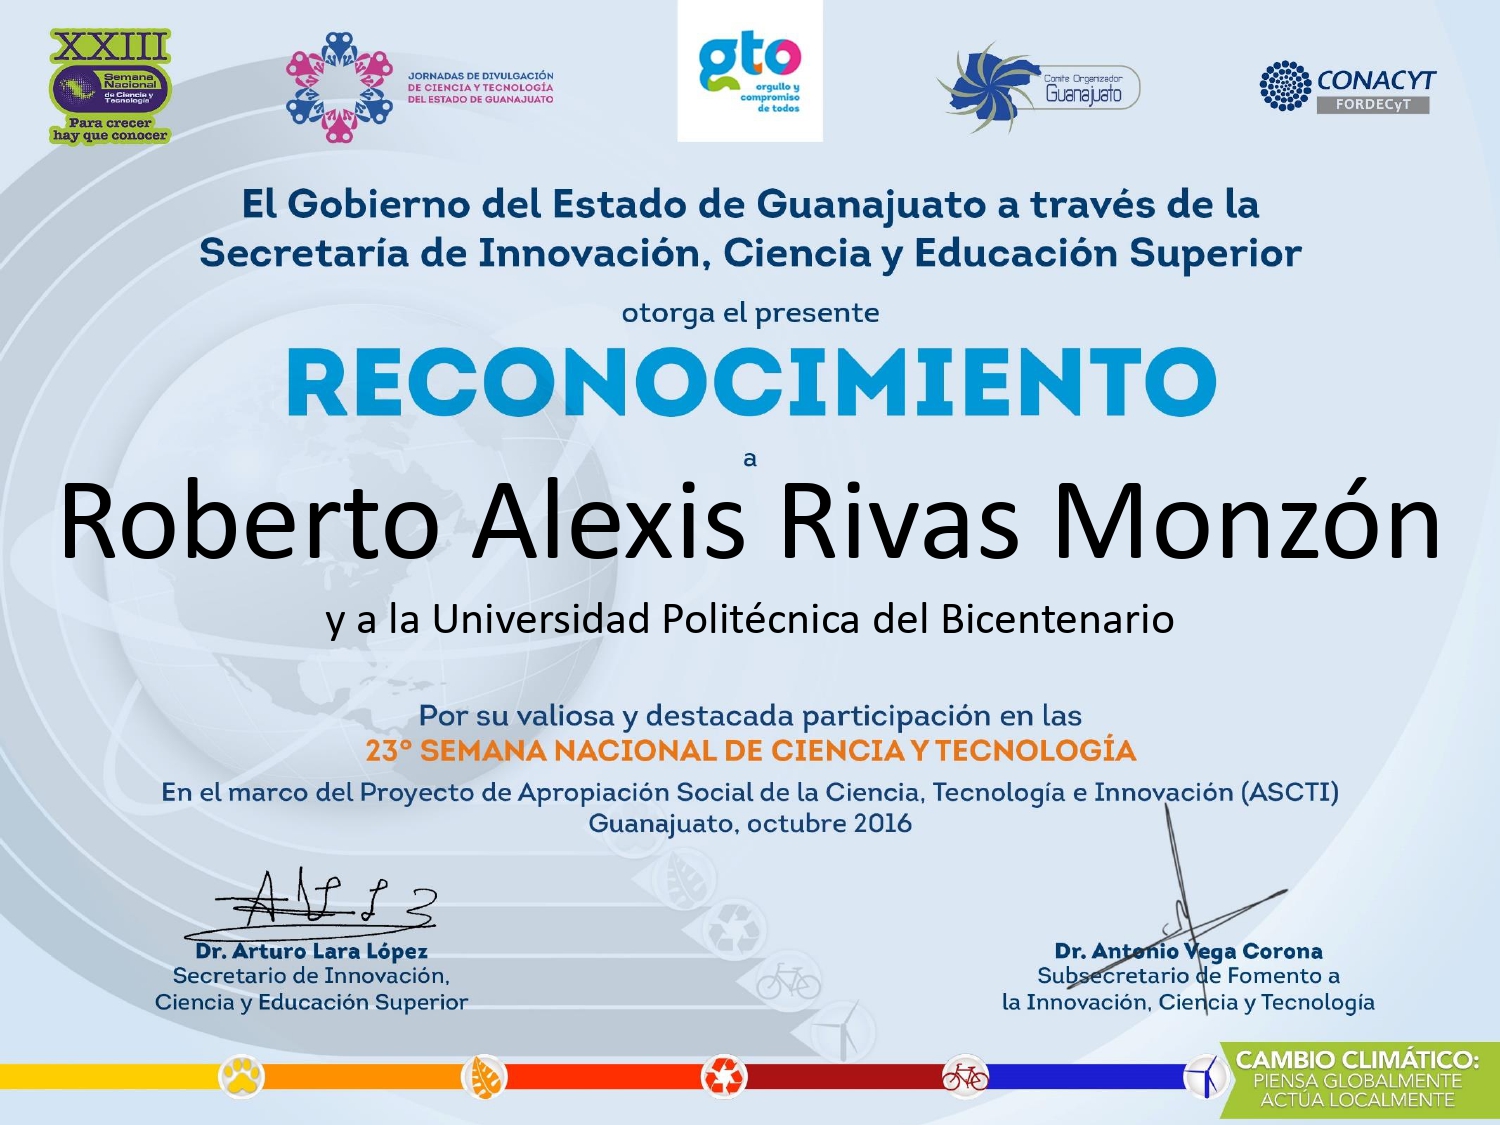 XXIII
Semana
Nacional
de Ciencia y
Tecnología
Para crecer
hay que conocer
JORNADAS DE DIVULGACIÓN
DE CIENCIA Y TECNOLOGÍA
DEL ESTADO DE GUANAJUATO
gto
orgullo y
compromiso
de todos
Comite Organizador
Guanajuato
CONACYT
FORDECyT
El Gobierno del Estado de Guanajuato a través de la
Secretaría de Innovación, Ciencia y Educación Superior
otorga el presente
RECONOCIMIENTO
a
Roberto Alexis Rivas Monzón
y a la Universidad Politécnica del Bicentenario
Por su valiosa y destacada participación en las
23° SEMANA NACIONAL DE CIENCIA Y TECNOLOGÍA
En el marco del Proyecto de Apropiación Social de la Ciencia, Tecnología e Innovación (ASCTI)
Guanajuato, octubre 2016
Dr. Arturo Lara López
Secretario de Innovación,
Ciencia y Educación Superior
Dr. Antonio Vega Corona
Subsecretario de Fomento a
la Innovación, Ciencia y Tecnología
CAMBIO CLIMÁTICO:
PIENSA GLOBALMENTE
ACTÚA LOCALMENTE